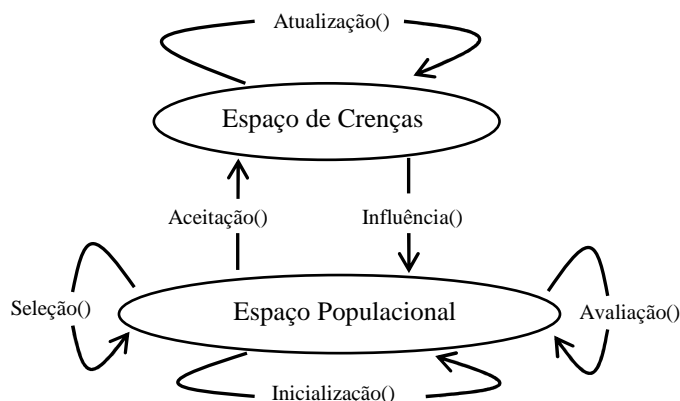 Atualização()
Espaço de Crenças
Aceitação()
Influência()
Seleção()
Espaço Populacional
Avaliação()
Inicialização()